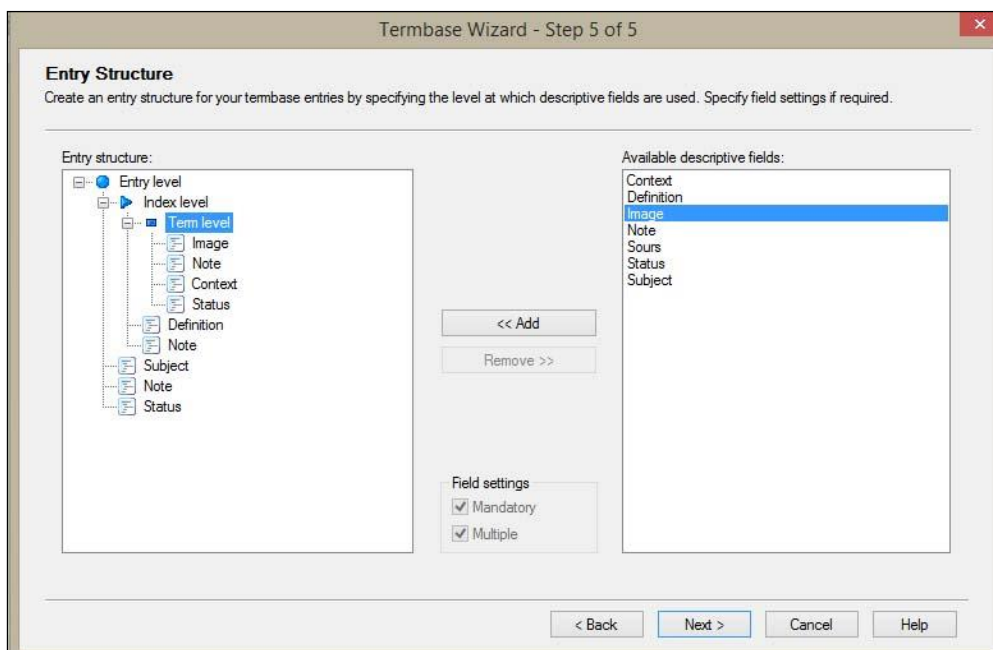 Termbase Wizard - Step 5 of 5
Entry Structure
Create an entry structure for your termbase entries by specifying the level at which descriptive fields are used. Specify field settings if required.
Entry structure:
Entry level
Index level
Term level
Image
Note
Context
Status
Definition
Note
Subject
Note
Status
<< Add
Remove >>
Field settings
Mandatory
Multiple
Available descriptive fields:
Context
Definition
Image
Note
Sours
Status
Subject
< Back
Next >
Cancel
Help